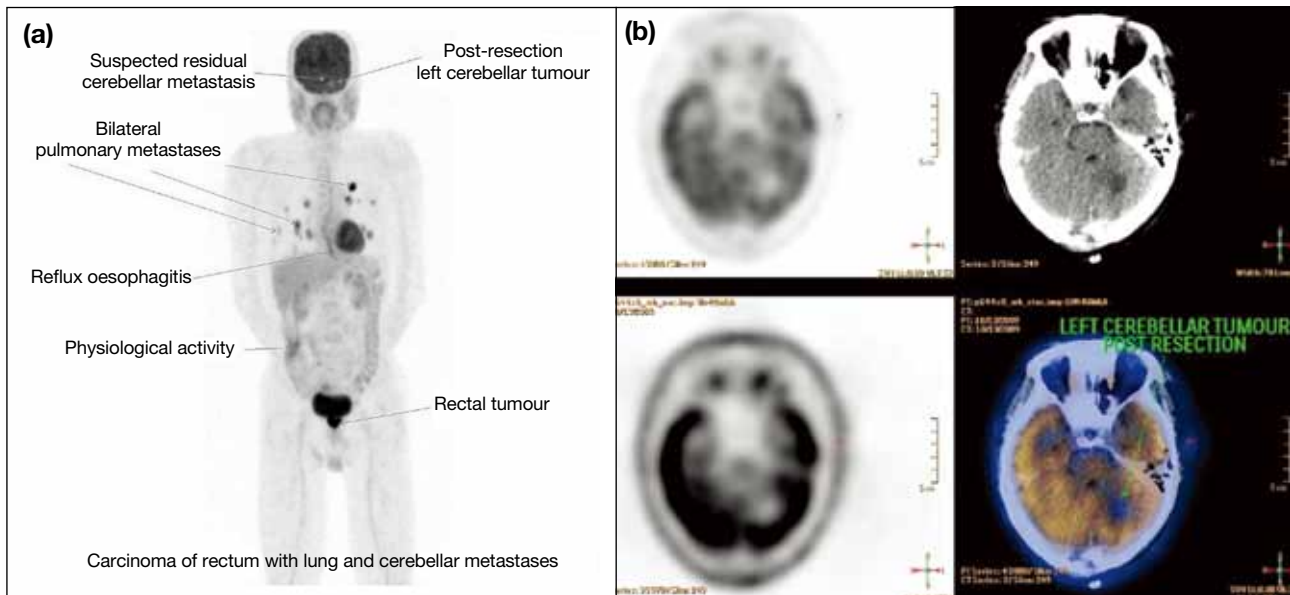 (a)
Suspected residual
cerebellar metastasis
Post-resection
left cerebellar tumour
Bilateral
pulmonary metastases
Reflux oesophagitis
Physiological activity
Rectal tumour
Carcinoma of rectum with lung and cerebellar metastases
(b)
LEFT CEREBELLAR TUMOUR
POST RESECTION